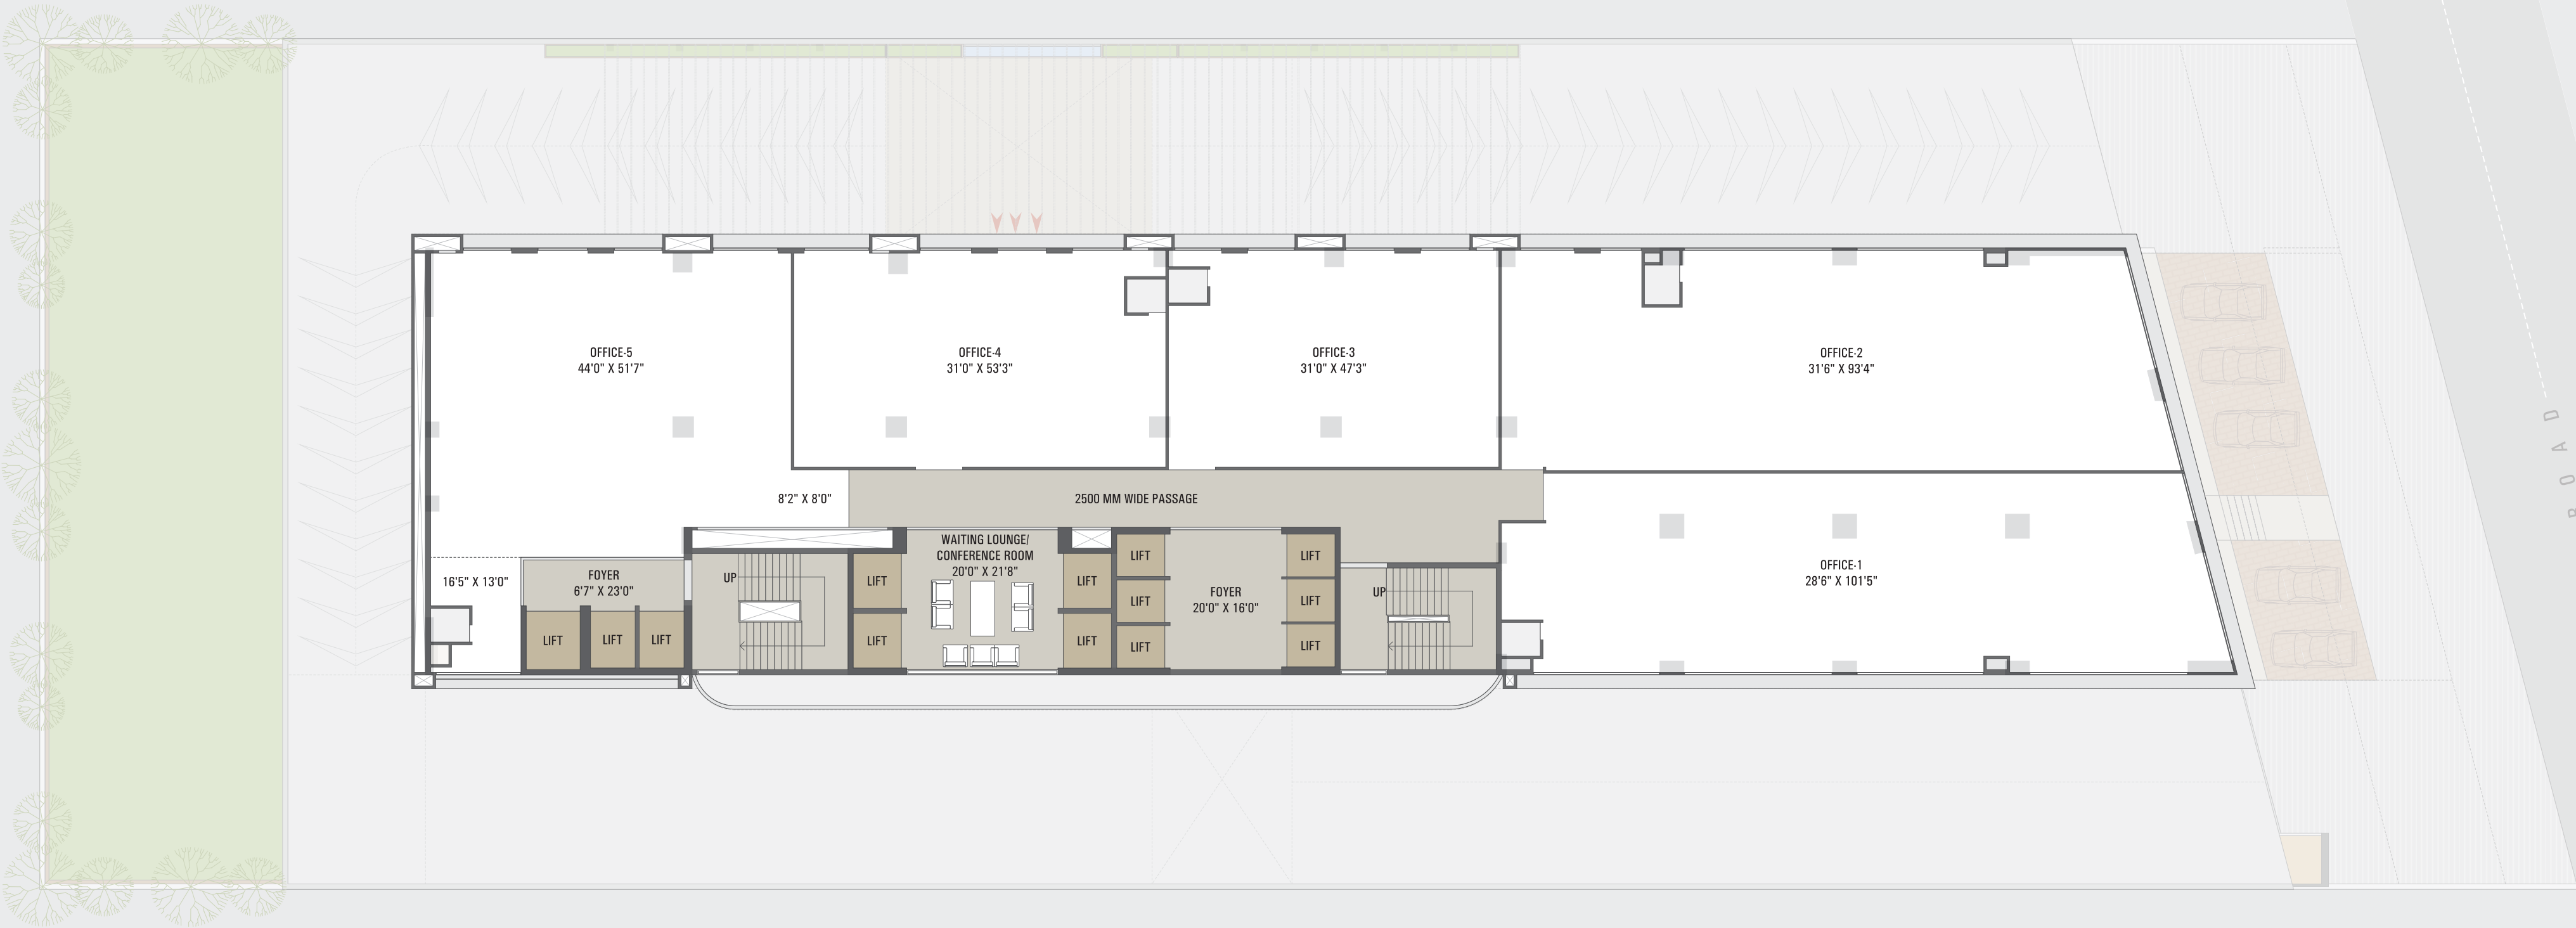 OFFICE-5
44'0" X 51'7"
OFFICE-4
31'0" X 53'3"
OFFICE-3
31'0" X 47'3"
OFFICE-2
31'6" X 93'4"
ROAD
8'2" X 8'0"
2500 MM WIDE PASSAGE
16'5" X 13'0"
FOYER
6'7" X 23'0"
LIFT
LIFT
LIFT
UP
LIFT
LIFT
WAITING LOUNGE/
CONFERENCE ROOM
20'0" X 21'8"
LIFT
LIFT
LIFT
LIFT
LIFT
FOYER
20'0" X 16'0"
LIFT
LIFT
LIFT
UP
OFFICE-1
28'6" X 101'5"